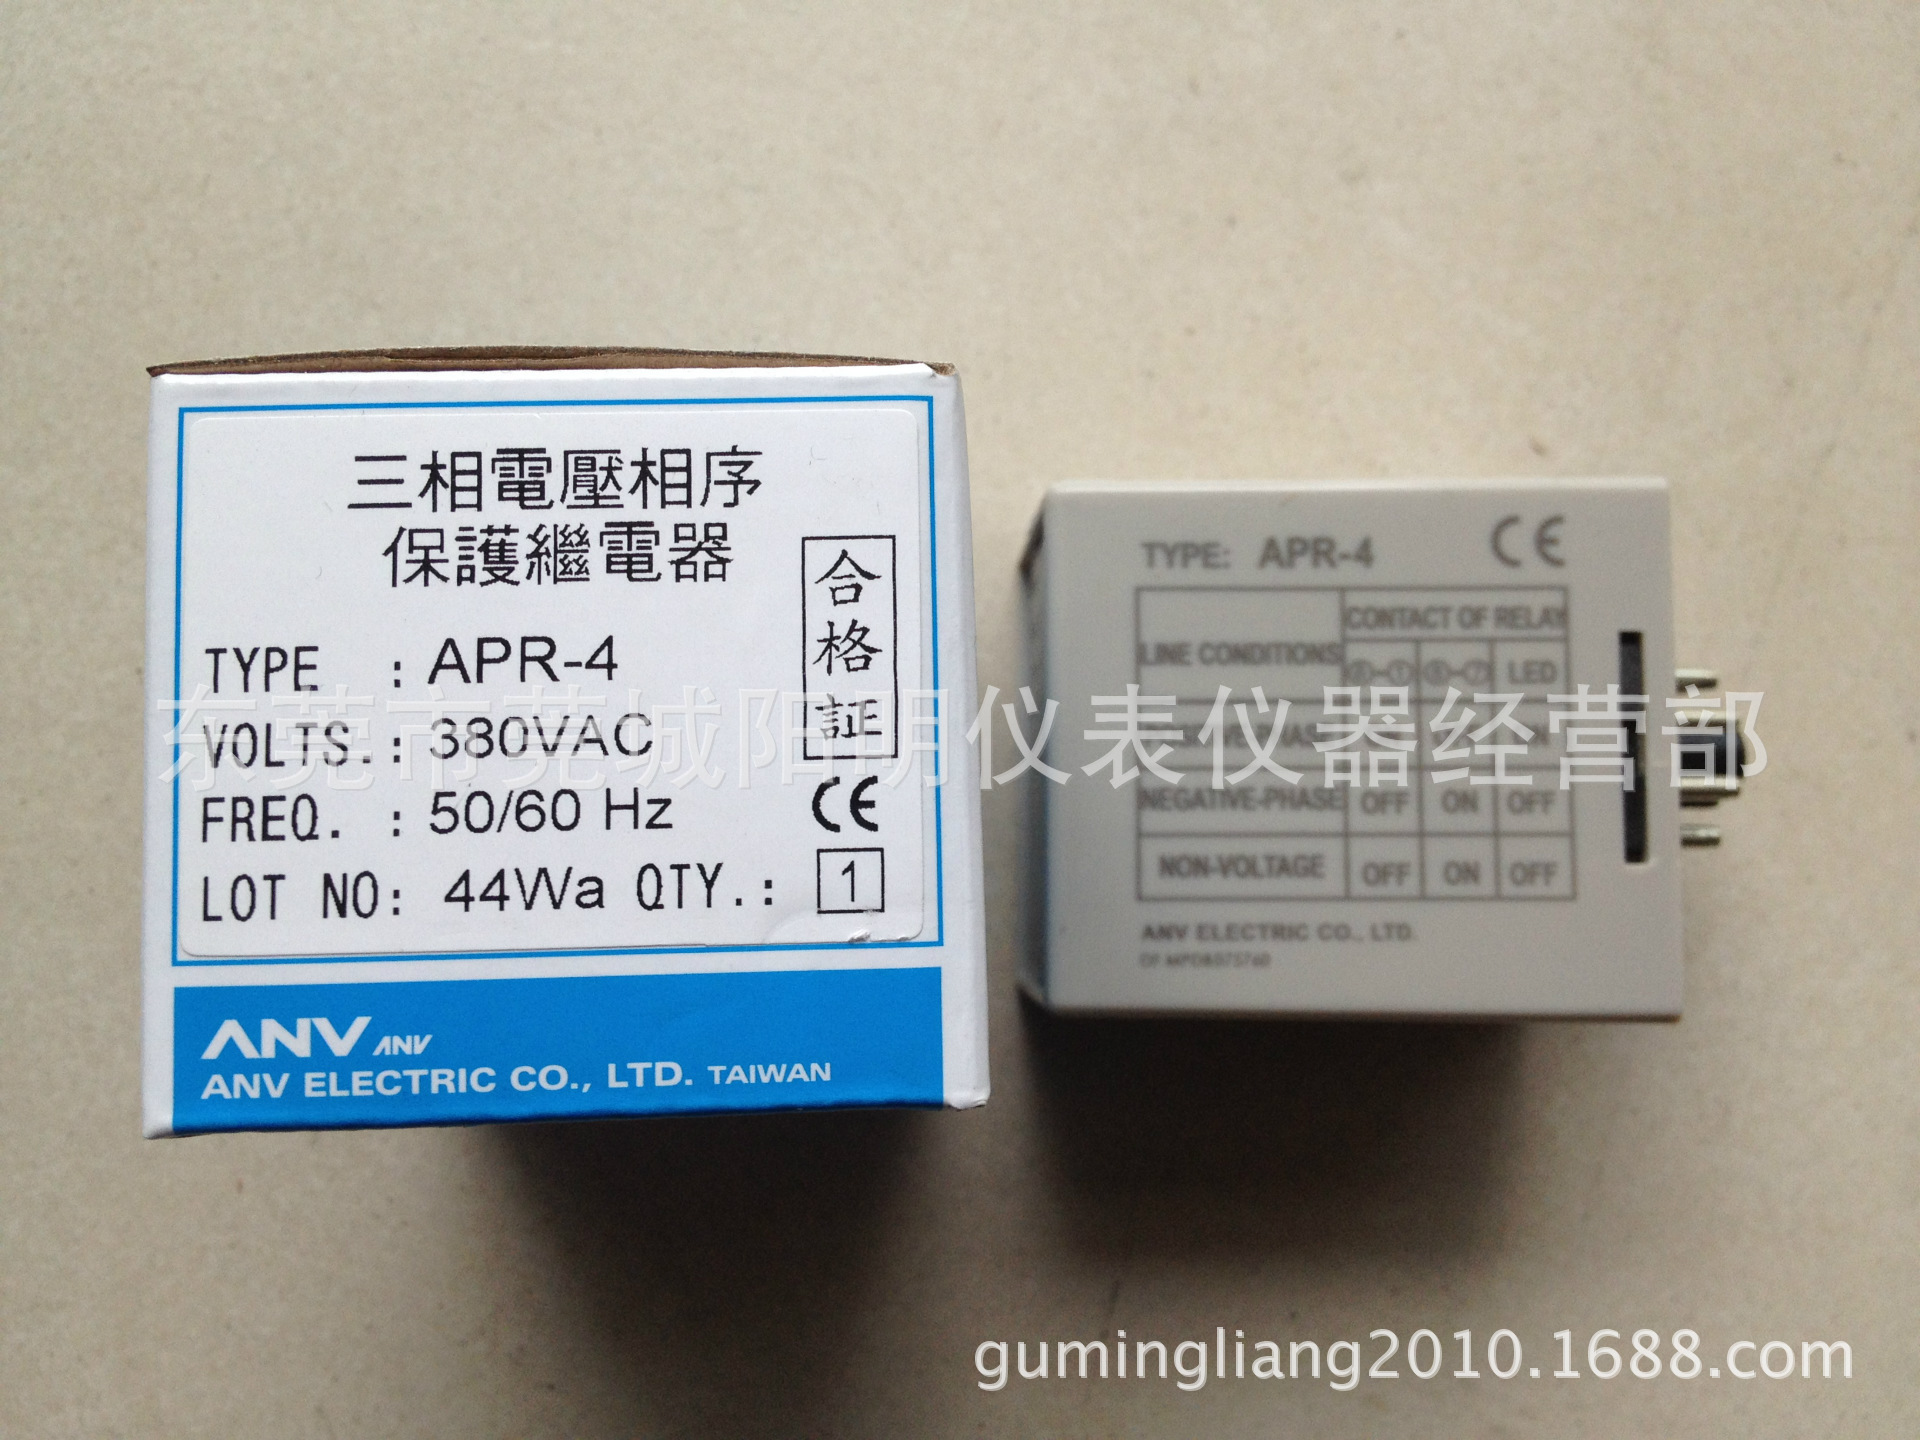 三相電壓相序
保護繼電器
合格証
TYPE : APR-4
VOLTS.: 380VAC
FREQ. : 50/60 Hz
LOT NO: 44Wa QTY.: 1
CE
ANV ANV
ANV ELECTRIC CO., LTD. TAIWAN
TYPE: APR-4 CE
LINE CONDITIONS CONTACT OF RELAY
⑧-① LED
NEGATIVE-PHASE OFF ON OFF
NON-VOLTAGE OFF ON OFF
ANV ELECTRIC CO., LTD.
东莞市莞城阳明仪表仪器经营部
gumingliang2010.1688.com